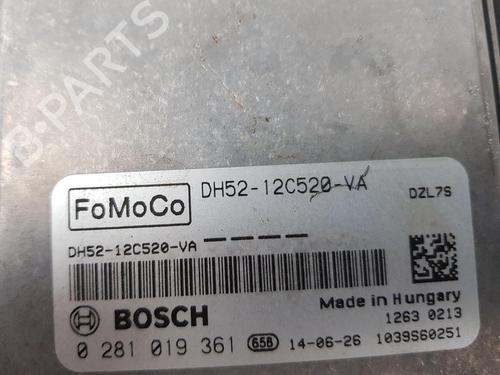 B-PARTS
FoMoCo DH52-12C520-VA DZL7S
DH52-12C520-VA
Made in Hungary
BOSCH 1263 0213
0 281 019 361 65B 14-06-26 1039S60251